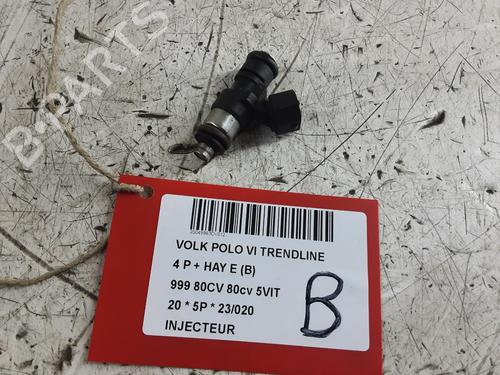 B-PARTS
VOLK POLO VI TRENDLINE
4 P + HAY E (B)
999 80CV 80cv 5VIT
20 * 5P * 23/020
INJECTEUR
B